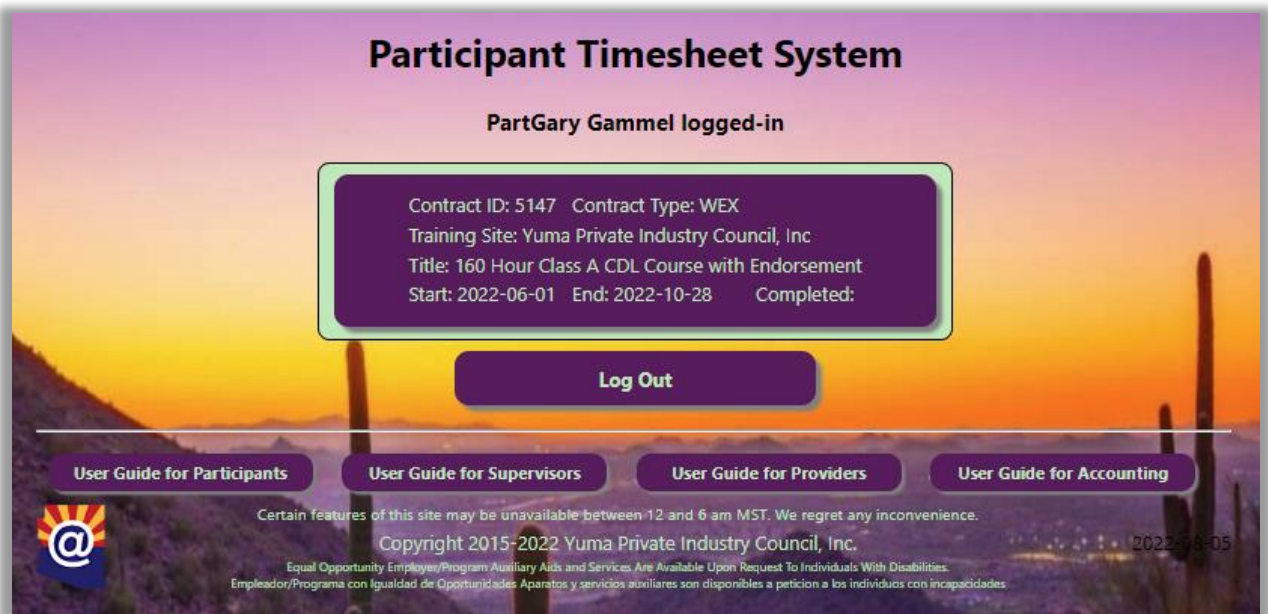 Participant Timesheet System
PartGary Gammel logged-in
Contract ID: 5147 Contract Type: WEX
Training Site: Yuma Private Industry Council, Inc
Title: 160 Hour Class A CDL Course with Endorsement
Start: 2022-06-01 End: 2022-10-28 Completed:
Log Out
User Guide for Participants
User Guide for Supervisors
User Guide for Providers
User Guide for Accounting
Certain features of this site may be unavailable between 12 and 6 am MST. We regret any inconvenience.
@
Copyright 2015-2022 Yuma Private Industry Council, Inc.
2022-08-05
Equal Opportunity Employer/Program Auxiliary Aids and Services Are Available Upon Request To Individuals With Disabilities.
Empleador/Programa con Igualdad de Oportunidades Aparatos y servicios auxiliares son disponibles a peticion a los individuos con incapacidades